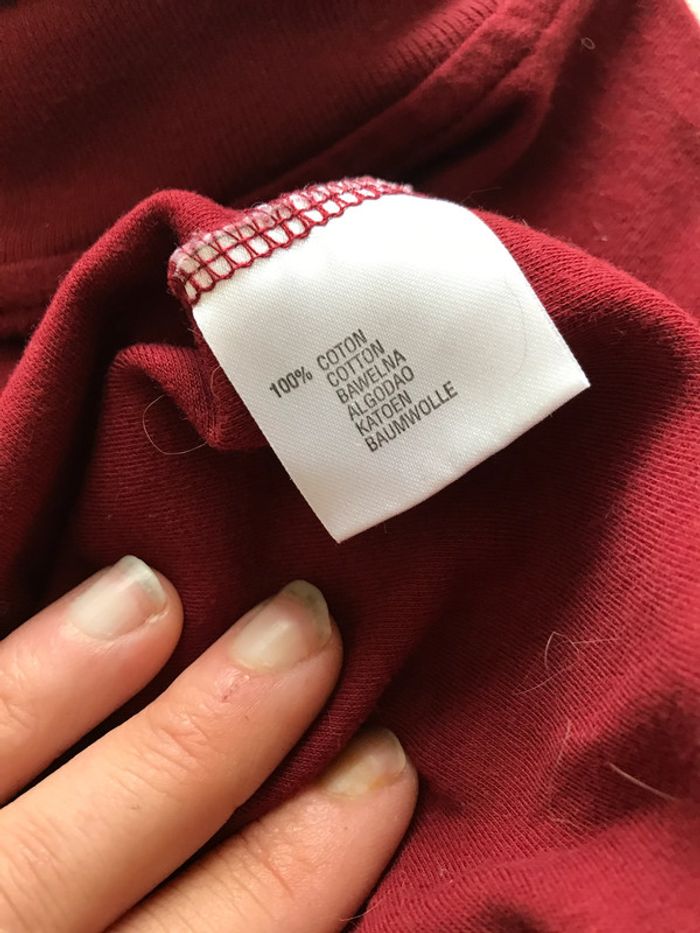 100% COTON
COTTON
BAWELNA
ALGODAO
KATOEN
BAUMWOLLE